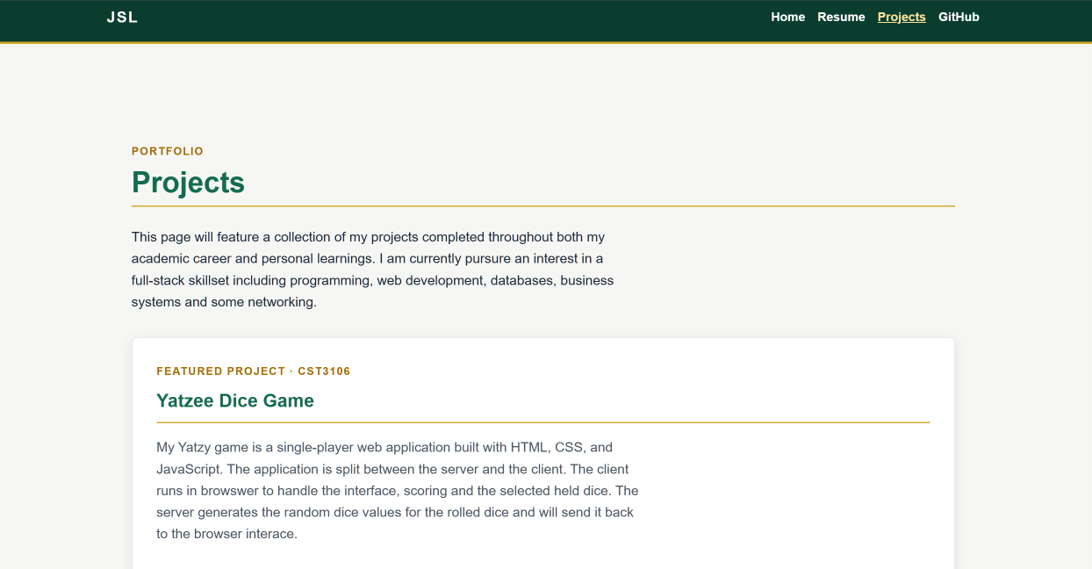 JSL
Home Resume Projects GitHub
PORTFOLIO
Projects
This page will feature a collection of my projects completed throughout both my
academic career and personal learnings. I am currently pursure an interest in a
full-stack skillset including programming, web development, databases, business
systems and some networking.
FEATURED PROJECT · CST3106
Yatzee Dice Game
My Yatzy game is a single-player web application built with HTML, CSS, and
JavaScript. The application is split between the server and the client. The client
runs in browswer to handle the interface, scoring and the selected held dice. The
server generates the random dice values for the rolled dice and will send it back
to the browser interace.